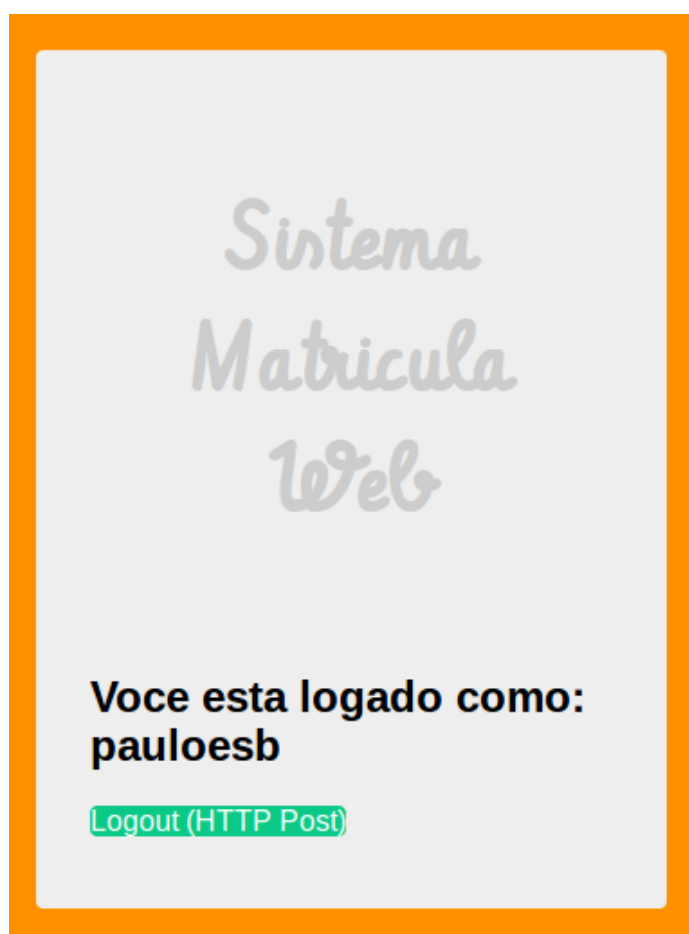 Sistema
Matricula
Web
Voce esta logado como:
pauloesb
Logout (HTTP Post)